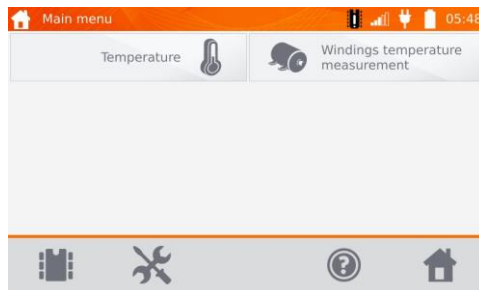 Main menu
05:48
Temperature
Windings temperature
measurement
?